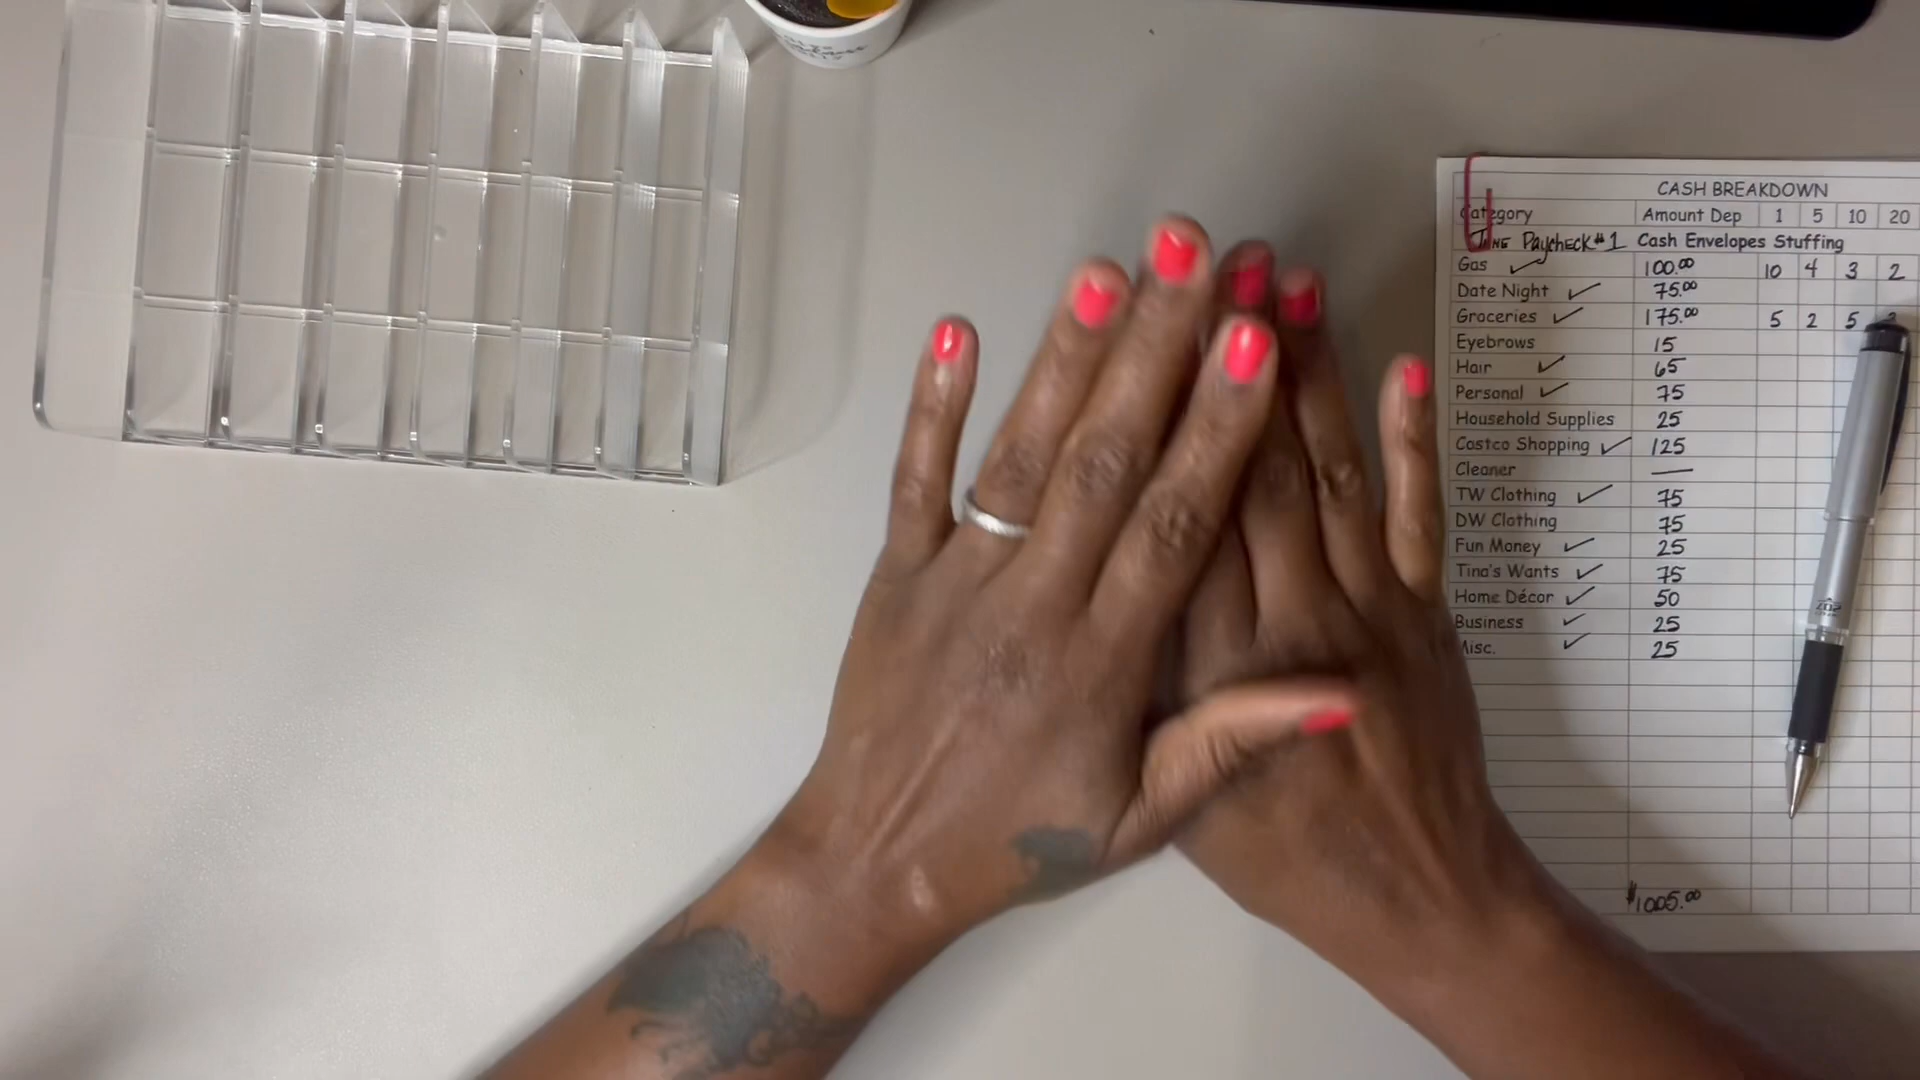 CASH BREAKDOWN
Category Amount Dep 1 5 10 20
June Paycheck #1 Cash Envelopes Stuffing
Gas ✓ 100.00 10 4 3 2
Date Night ✓ 75.00
Groceries ✓ 175.00 5 2 5
Eyebrows 15
Hair ✓ 65
Personal ✓ 75
Household Supplies 25
Costco Shopping ✓ 125
Cleaner —
TW Clothing ✓ 75
DW Clothing 75
Fun Money ✓ 25
Tina's Wants ✓ 75
Home Décor ✓ 50
Business ✓ 25
Misc. ✓ 25
$1005.00